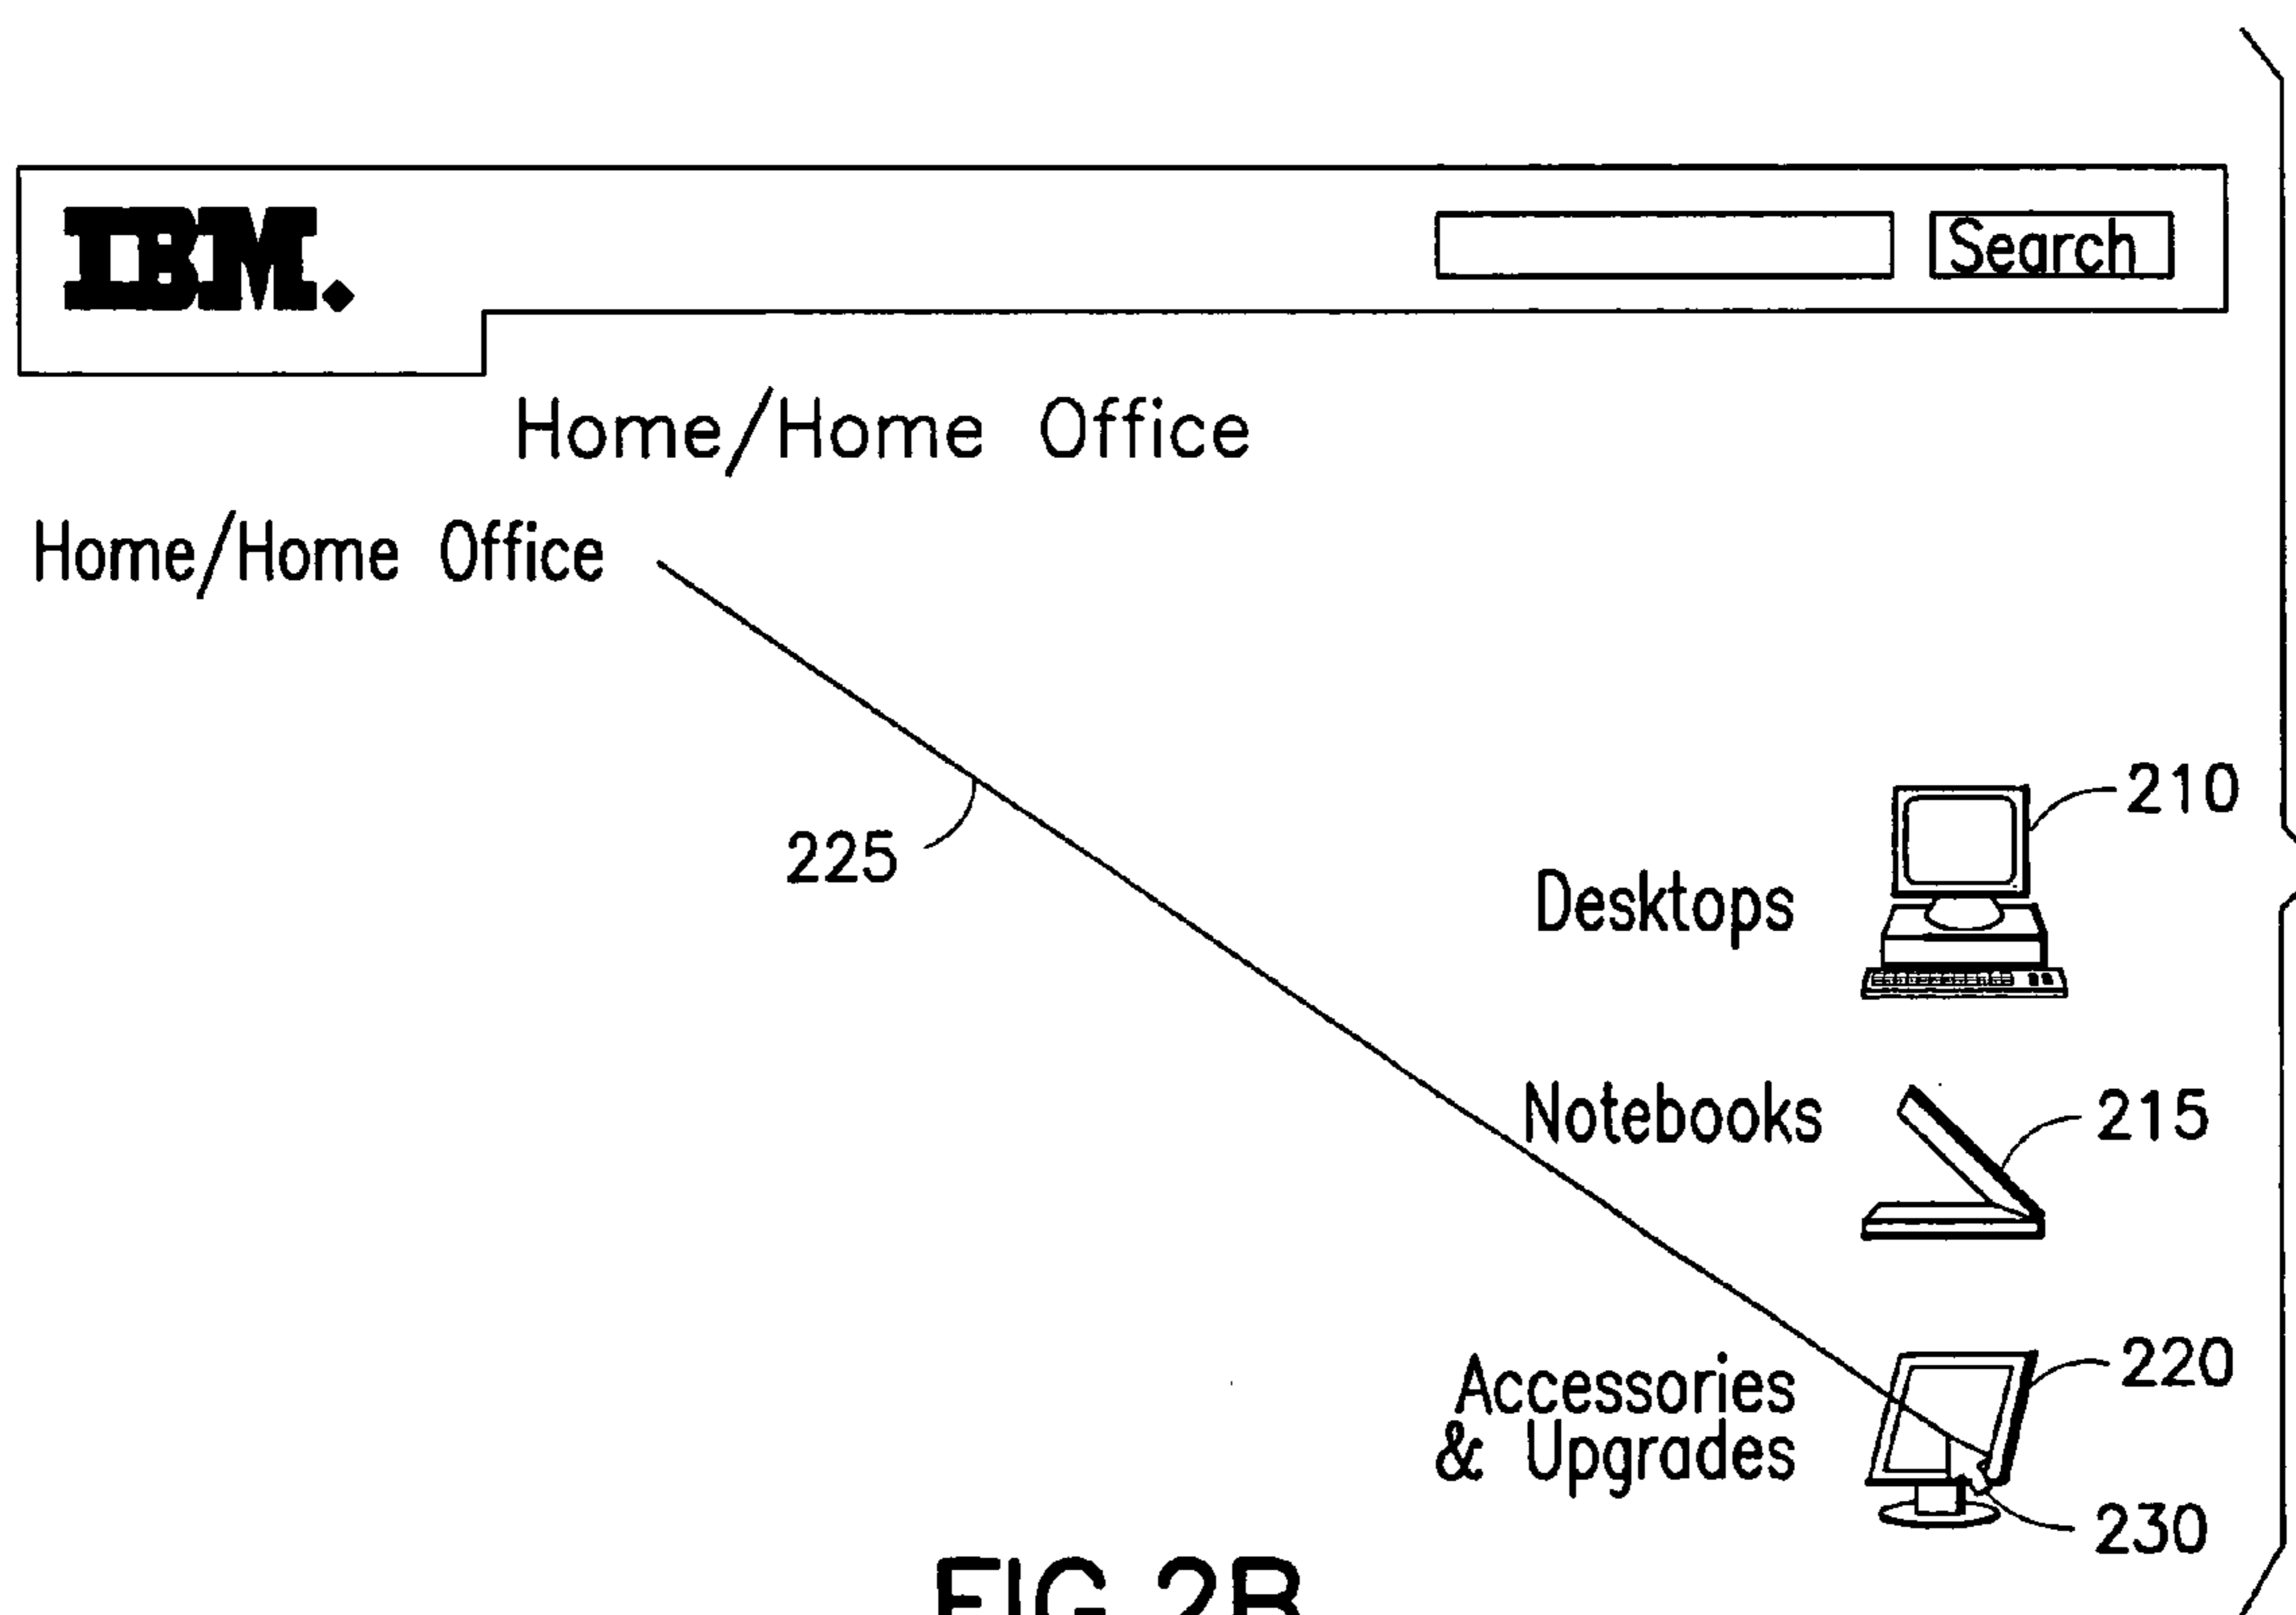 IBM.
Search
Home/Home Office
Home/Home Office
225
210
Desktops
Notebooks
215
Accessories
& Upgrades
220
230
FIG. 2B